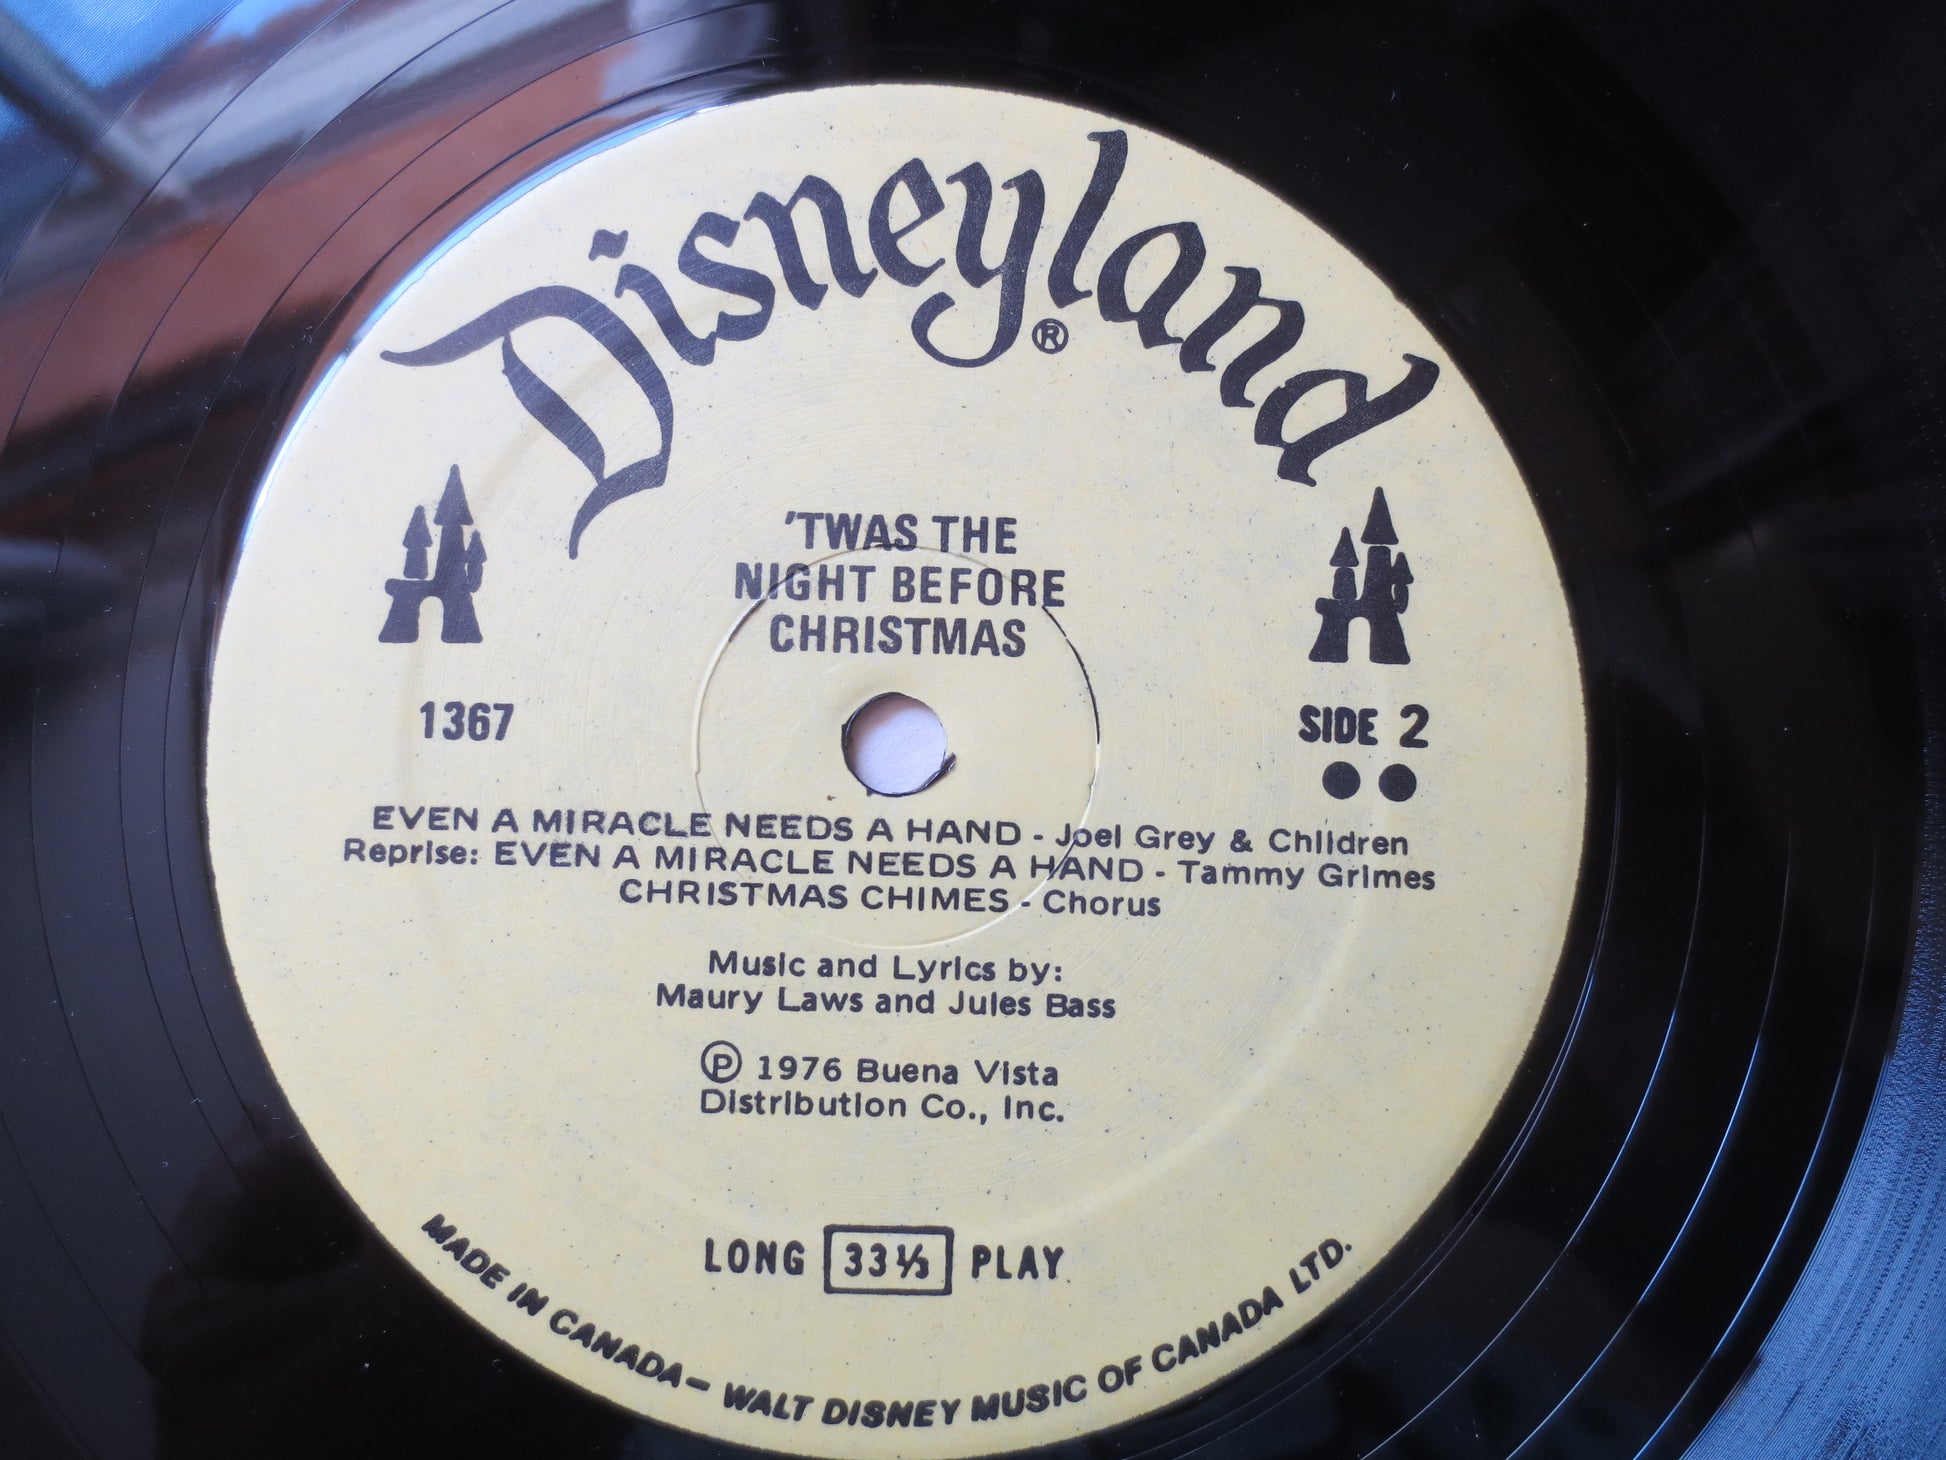 Disneyland®
'TWAS THE
NIGHT BEFORE
CHRISTMAS
1367
SIDE 2
EVEN A MIRACLE NEEDS A HAND - Joel Grey & Children
Reprise: EVEN A MIRACLE NEEDS A HAND - Tammy Grimes
CHRISTMAS CHIMES - Chorus
Music and Lyrics by:
Maury Laws and Jules Bass
Ⓟ 1976 Buena Vista
Distribution Co., Inc.
LONG 33⅓ PLAY
MADE IN CANADA - WALT DISNEY MUSIC OF CANADA LTD.